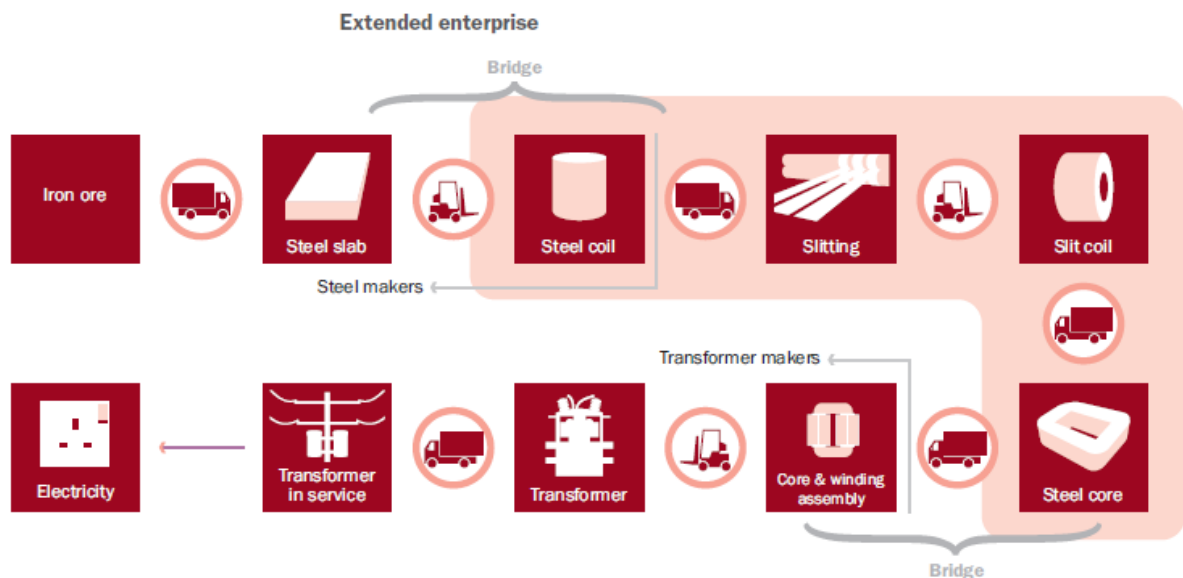 Extended enterprise
Bridge
Iron ore
Steel slab
Steel coil
Slitting
Slit coil
Steel makers
Transformer makers
Electricity
Transformer
in service
Transformer
Core & winding
assembly
Steel core
Bridge